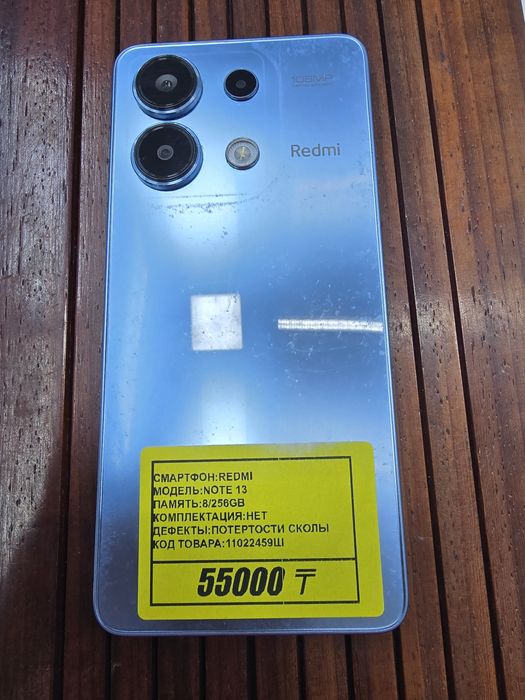 108MP
Redmi
СМАРТФОН:REDMI
МОДЕЛЬ:NOTE 13
ПАМЯТЬ:8/256GB
КОМПЛЕКТАЦИЯ:НЕТ
ДЕФЕКТЫ:ПОТЕРТОСТИ СКОЛЫ
КОД ТОВАРА:11022459Ш
55000 ₸